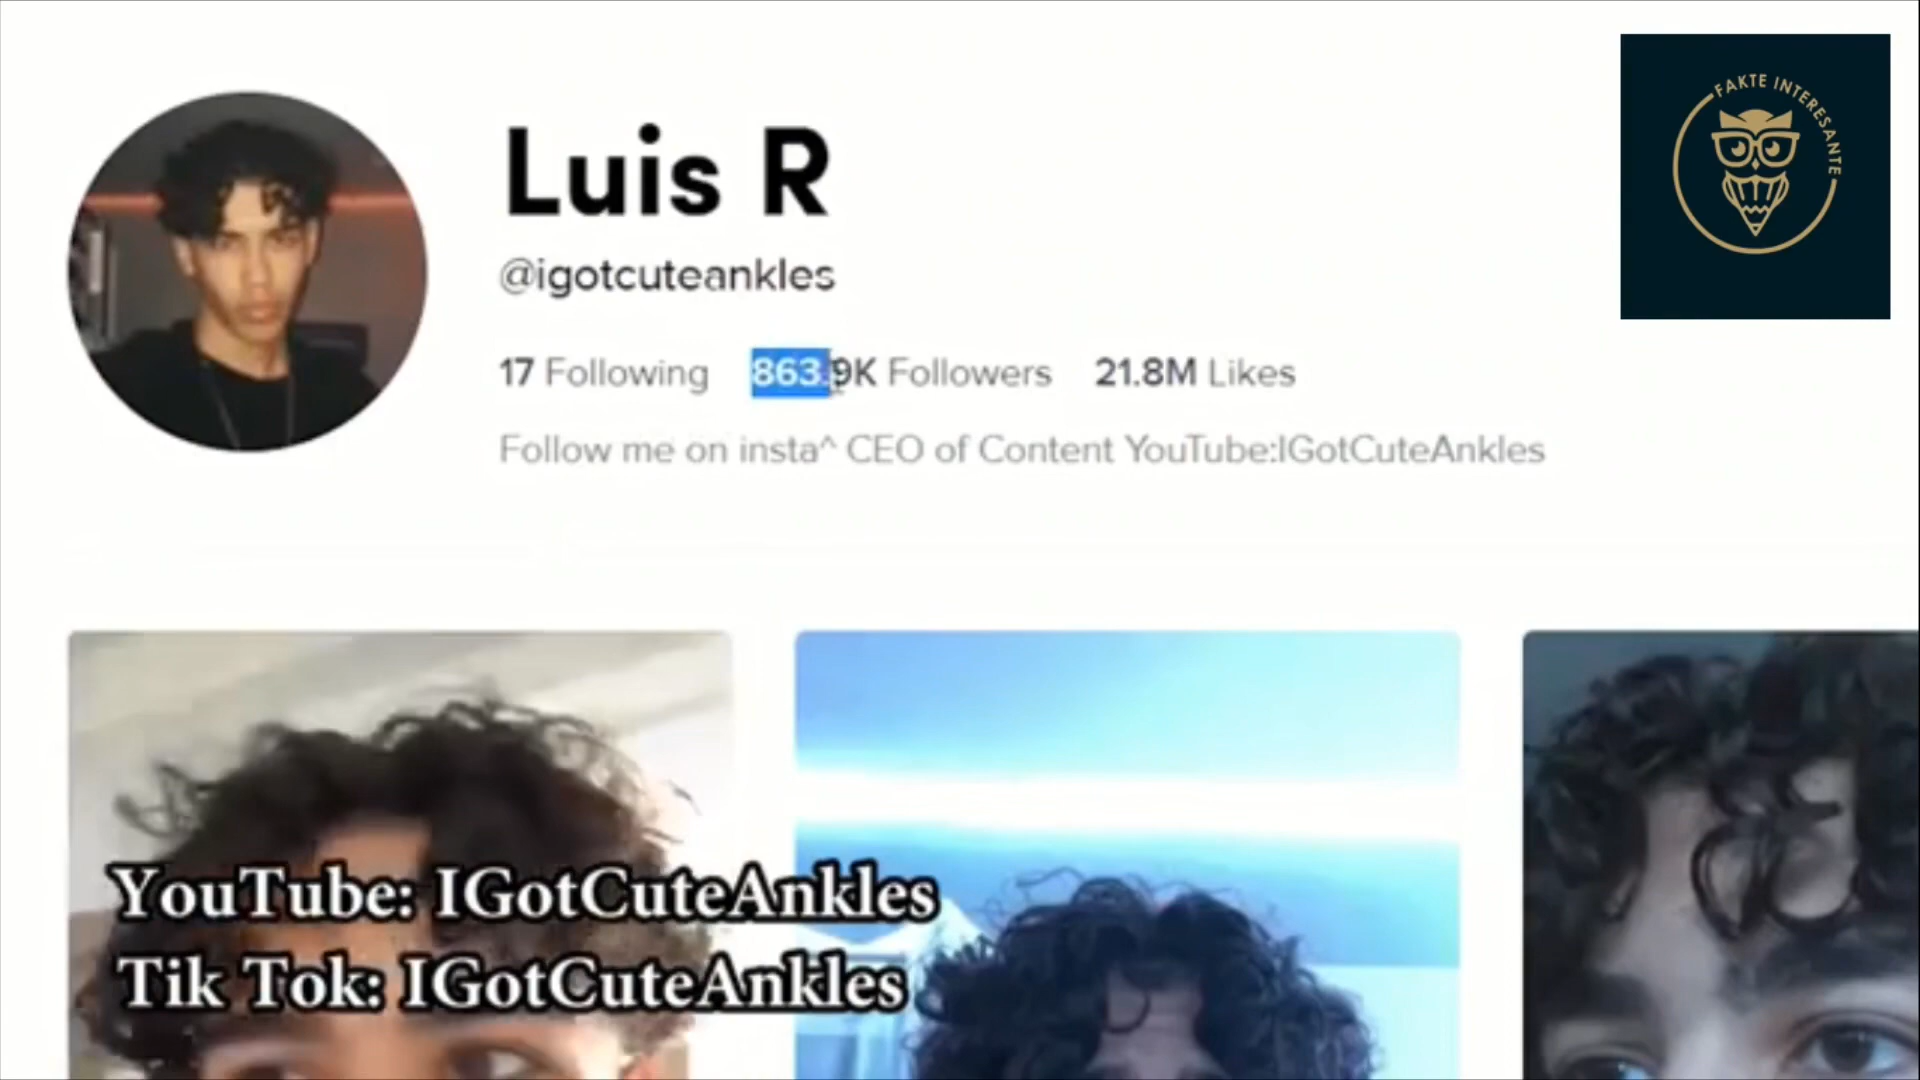 Luis R
@igotcuteankles
17 Following 863.9K Followers 21.8M Likes
Follow me on insta^ CEO of Content YouTube:IGotCuteAnkles
FAKTE INTERESANTE
YouTube: IGotCuteAnkles
Tik Tok: IGotCuteAnkles